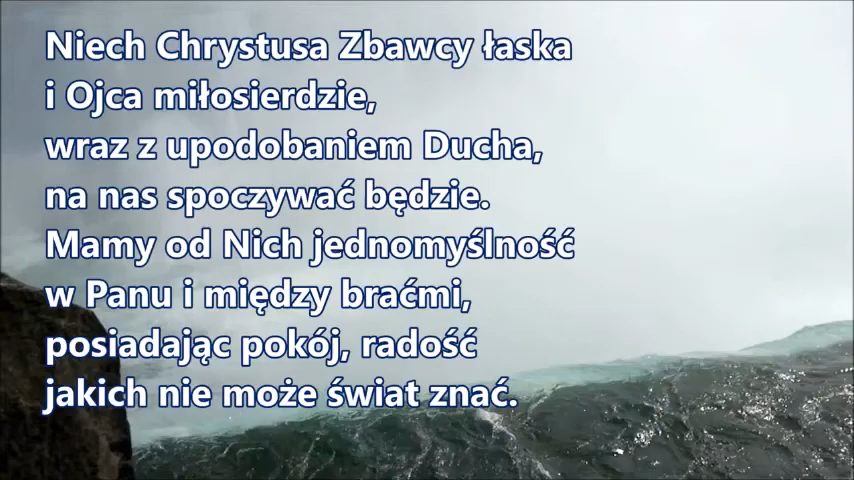 Niech Chrystusa Zbawcy łaska
i Ojca miłosierdzie,
wraz z upodobaniem Ducha,
na nas spoczywać będzie.
Mamy od Nich jednomyślność
w Panu i między braćmi,
posiadając pokój, radość
jakich nie może świat znać.